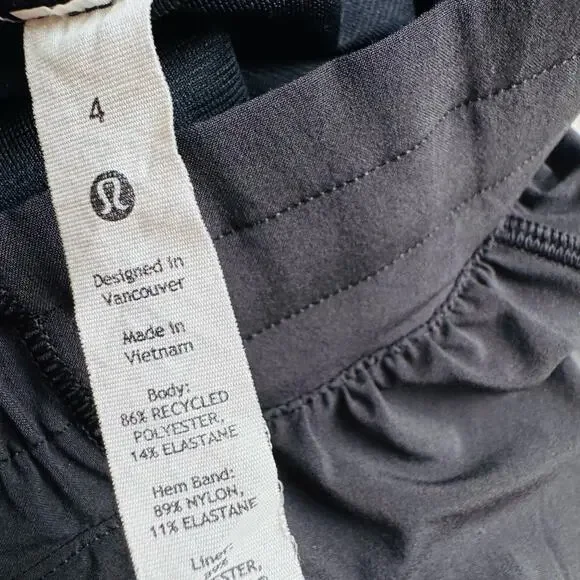 4
Designed in
Vancouver
Made in
Vietnam
Body:
86% RECYCLED
POLYESTER,
14% ELASTANE
Hem Band:
89% NYLON,
11% ELASTANE
Liner: